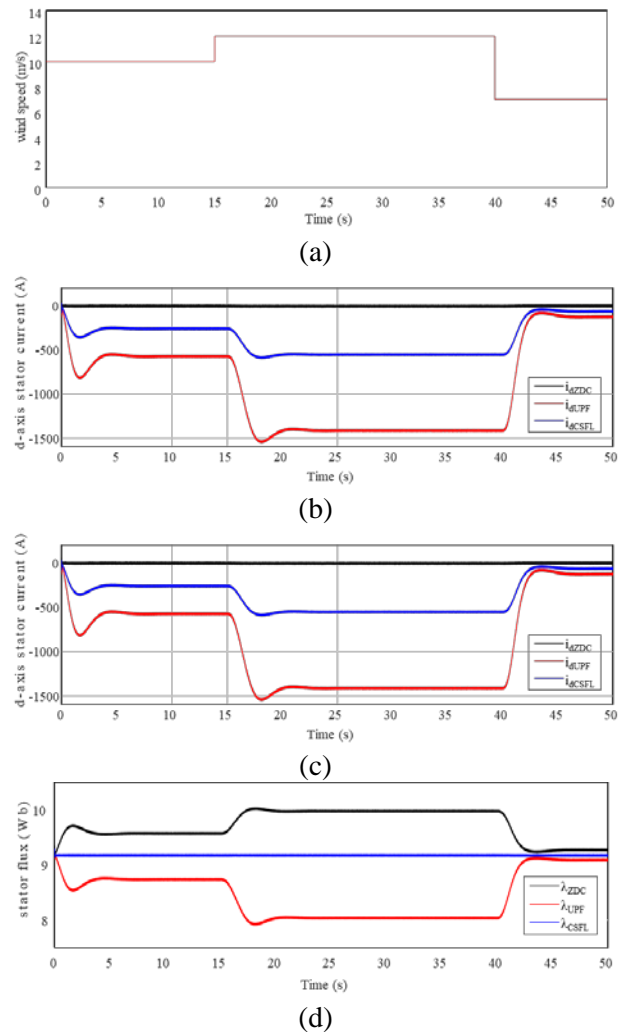 14
12
10
8
6
4
2
0
wind speed (m/s)
0 5 10 15 20 25 30 35 40 45 50
Time (s)
(a)
0
-500
-1000
-1500
d-axis stator current (A)
idZDC
idUPF
idCSFL
0 5 10 15 20 25 30 35 40 45 50
Time (s)
(b)
0
-500
-1000
-1500
d-axis stator current (A)
idZDC
idUPF
idCSFL
0 5 10 15 20 25 30 35 40 45 50
Time (s)
(c)
10
9
8
stator flux (Wb)
λZDC
λUPF
λCSFL
0 5 10 15 20 25 30 35 40 45 50
Time (s)
(d)